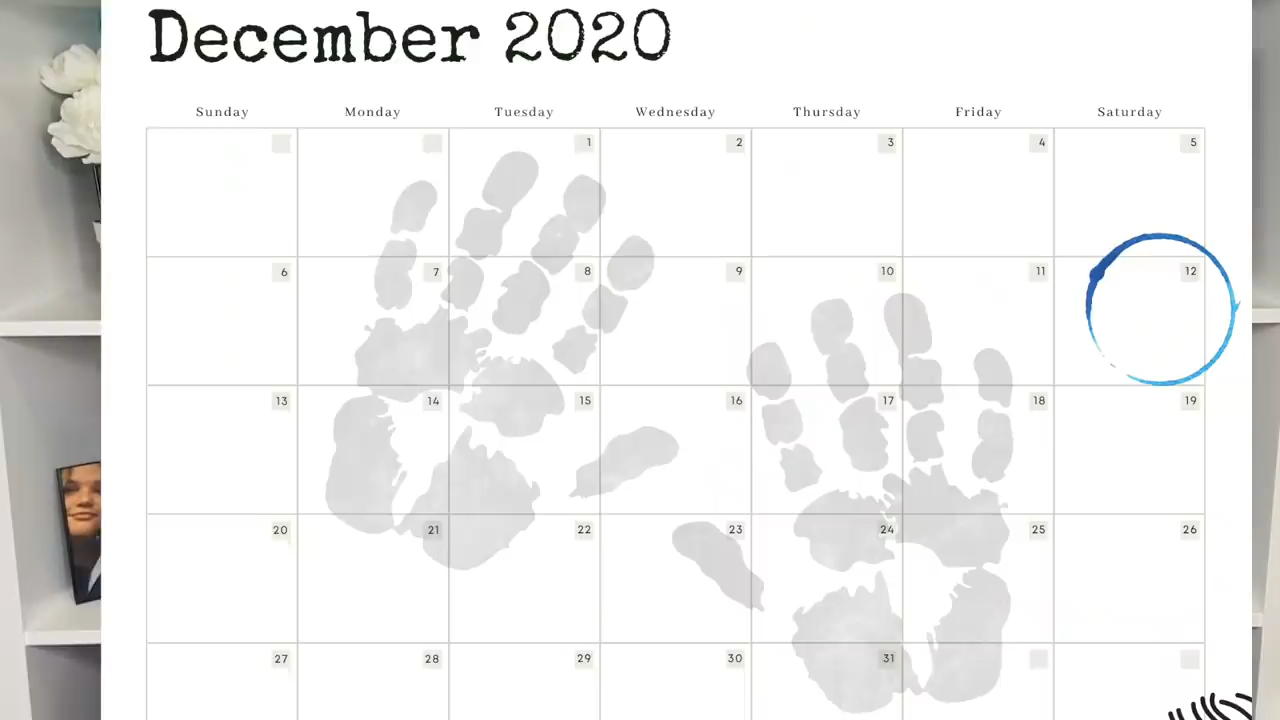 December 2020
Sunday Monday Tuesday Wednesday Thursday Friday Saturday
1 2 3 4 5
6 7 8 9 10 11 12
13 14 15 16 17 18 19
20 21 22 23 24 25 26
27 28 29 30 31